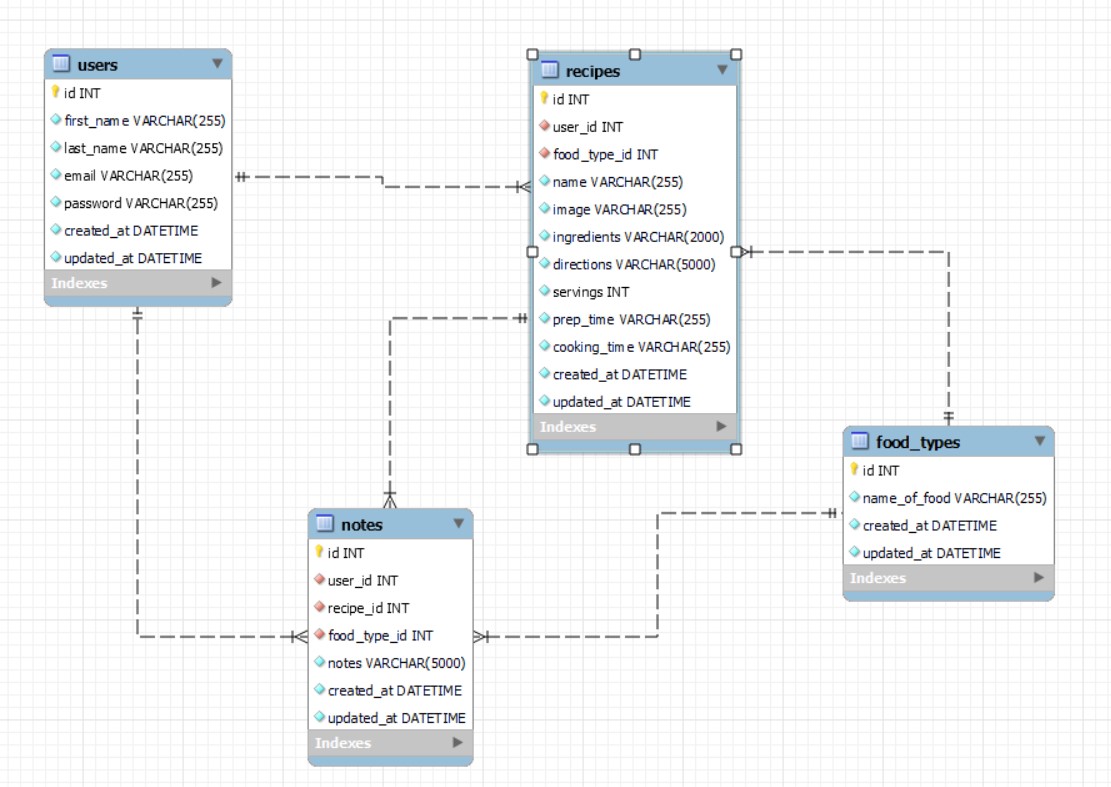 users
id INT
first_name VARCHAR(255)
last_name VARCHAR(255)
email VARCHAR(255)
password VARCHAR(255)
created_at DATETIME
updated_at DATETIME
Indexes
recipes
id INT
user_id INT
food_type_id INT
name VARCHAR(255)
image VARCHAR(255)
ingredients VARCHAR(2000)
directions VARCHAR(5000)
servings INT
prep_time VARCHAR(255)
cooking_time VARCHAR(255)
created_at DATETIME
updated_at DATETIME
Indexes
food_types
id INT
name_of_food VARCHAR(255)
created_at DATETIME
updated_at DATETIME
Indexes
notes
id INT
user_id INT
recipe_id INT
food_type_id INT
notes VARCHAR(5000)
created_at DATETIME
updated_at DATETIME
Indexes